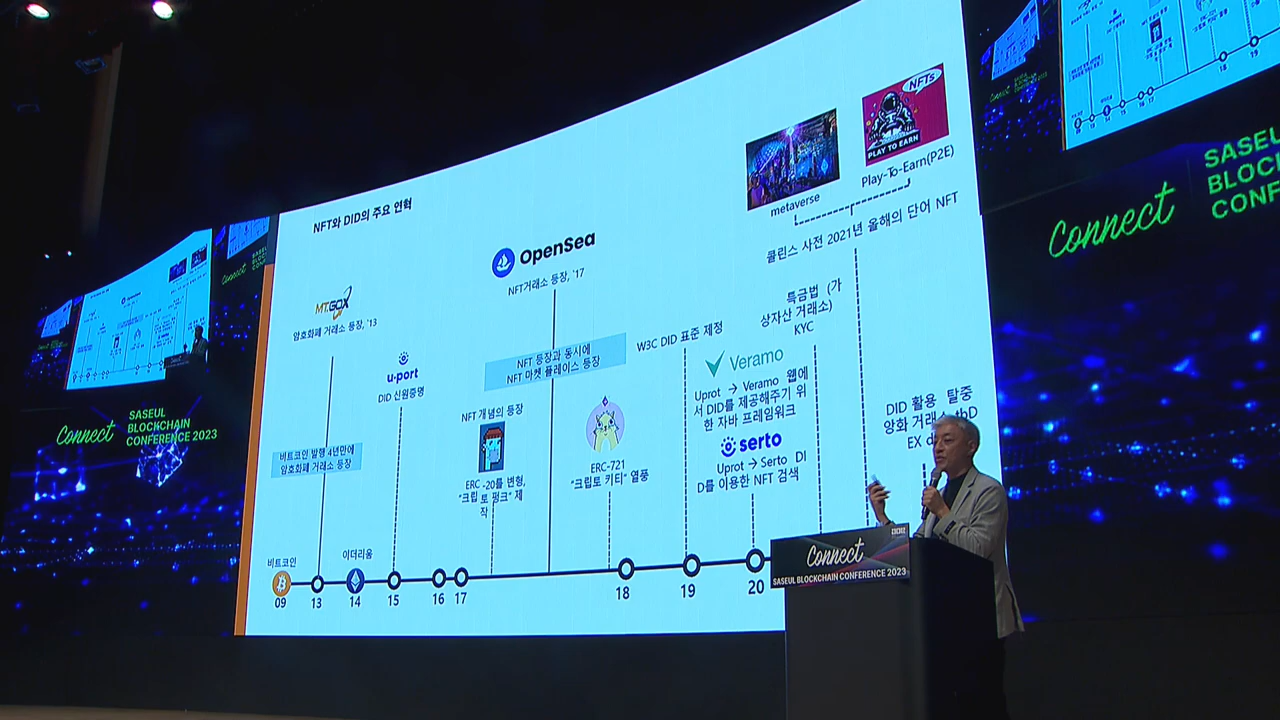 NFT와 DID의 주요 연혁
MT.GOX
암호화폐 거래소 등장, '13
비트코인 발행 4년만에
암호화폐 거래소 등장
u-port
DID 신원증명
OpenSea
NFT거래소 등장, '17
NFT 등장과 동시에
NFT 마켓 플레이스 등장
NFT 개념의 등장
ERC -20를 변형,
"크립 토 펑크" 제
작
ERC-721
"크립토 키티" 열풍
W3C DID 표준 제정
Veramo
Uprot → Veramo 웹에
서 DID를 제공해주기 위
한 자바 프레임워크
serto
Uprot → Serto DI
D를 이용한 NFT 검색
특금법 (가
상자산 거래소)
KYC
metaverse
NFTs
PLAY TO EARN
Play-To-Earn(P2E)
콜린스 사전 2021년 올해의 단어 NFT
DID 활용 탈중
앙화 거래소 tbD
EX
비트코인
이더리움
09
13
14
15
16
17
18
19
20
Connect
SASEUL
BLOCKCHAIN
CONFERENCE 2023
Connect
SASEUL BLOCKCHAIN CONFERENCE 2023
Connect
SASEUL
BLOC
CONF
18
19